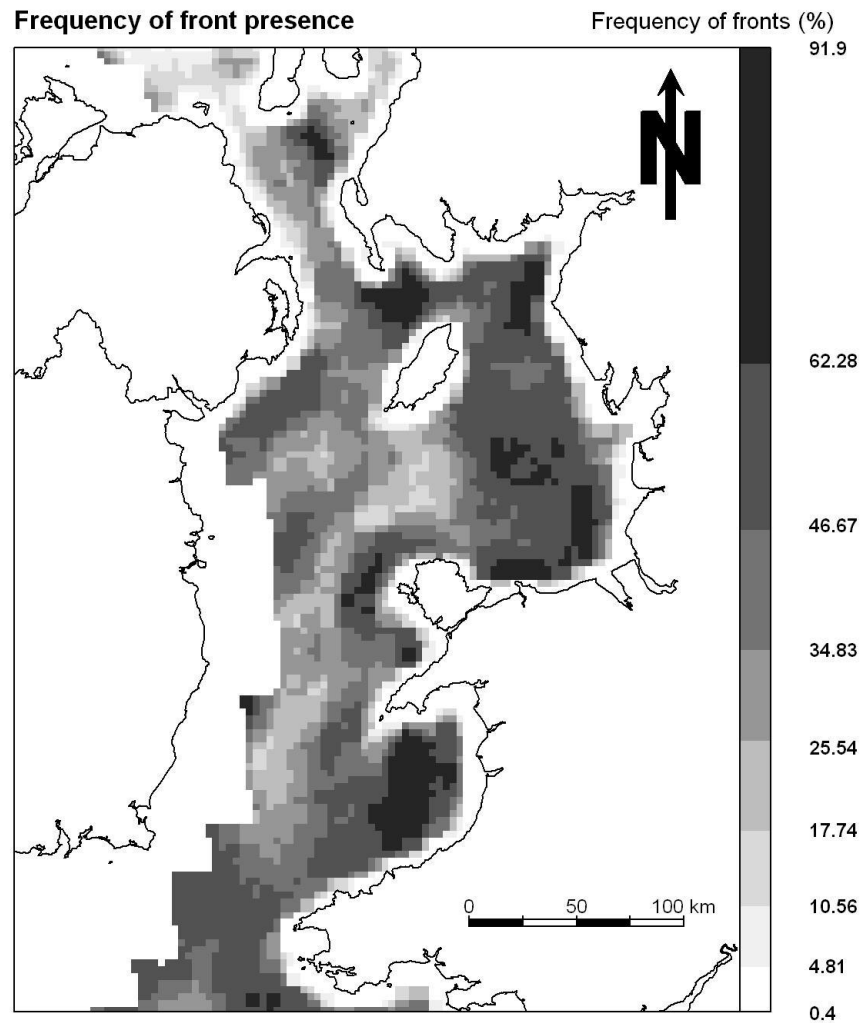 Frequency of front presence
Frequency of fronts (%)
91.9
N
62.28
46.67
34.83
25.54
17.74
0 50 100 km
10.56
4.81
0.4